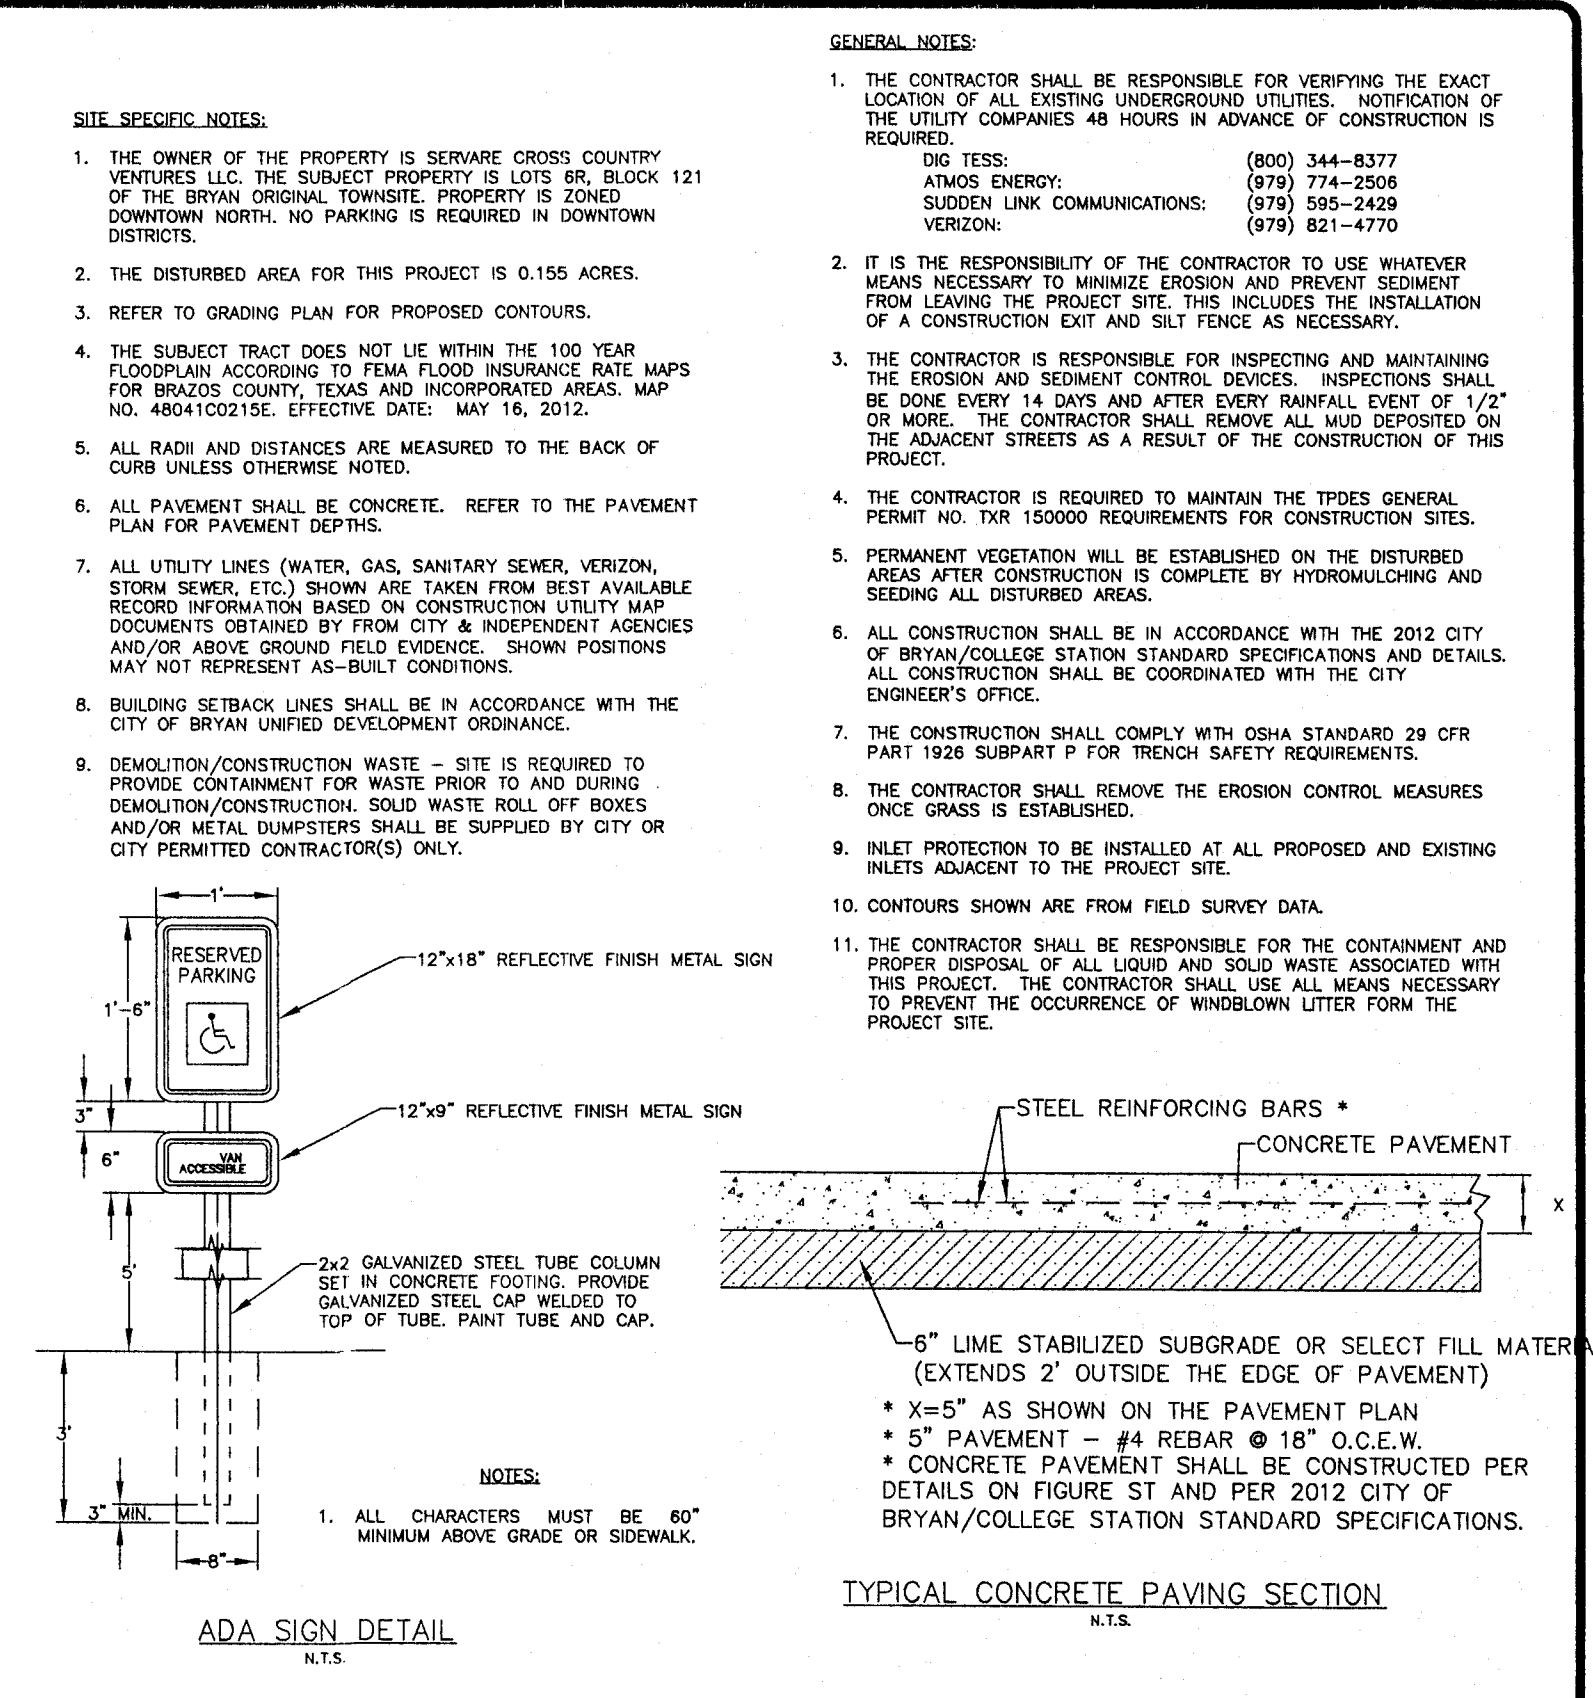 SITE SPECIFIC NOTES:
1. THE OWNER OF THE PROPERTY IS SERVARE CROSS COUNTRY
VENTURES LLC. THE SUBJECT PROPERTY IS LOTS 6R, BLOCK 121
OF THE BRYAN ORIGINAL TOWNSITE. PROPERTY IS ZONED
DOWNTOWN NORTH. NO PARKING IS REQUIRED IN DOWNTOWN
DISTRICTS.
2. THE DISTURBED AREA FOR THIS PROJECT IS 0.155 ACRES.
3. REFER TO GRADING PLAN FOR PROPOSED CONTOURS.
4. THE SUBJECT TRACT DOES NOT LIE WITHIN THE 100 YEAR
FLOODPLAIN ACCORDING TO FEMA FLOOD INSURANCE RATE MAPS
FOR BRAZOS COUNTY, TEXAS AND INCORPORATED AREAS. MAP
NO. 48041C0215E. EFFECTIVE DATE: MAY 16, 2012.
5. ALL RADII AND DISTANCES ARE MEASURED TO THE BACK OF
CURB UNLESS OTHERWISE NOTED.
6. ALL PAVEMENT SHALL BE CONCRETE. REFER TO THE PAVEMENT
PLAN FOR PAVEMENT DEPTHS.
7. ALL UTILITY LINES (WATER, GAS, SANITARY SEWER, VERIZON,
STORM SEWER, ETC.) SHOWN ARE TAKEN FROM BEST AVAILABLE
RECORD INFORMATION BASED ON CONSTRUCTION UTILITY MAP
DOCUMENTS OBTAINED BY FROM CITY & INDEPENDENT AGENCIES
AND/OR ABOVE GROUND FIELD EVIDENCE. SHOWN POSITIONS
MAY NOT REPRESENT AS-BUILT CONDITIONS.
8. BUILDING SETBACK LINES SHALL BE IN ACCORDANCE WITH THE
CITY OF BRYAN UNIFIED DEVELOPMENT ORDINANCE.
9. DEMOLITION/CONSTRUCTION WASTE – SITE IS REQUIRED TO
PROVIDE CONTAINMENT FOR WASTE PRIOR TO AND DURING
DEMOLITION/CONSTRUCTION. SOLID WASTE ROLL OFF BOXES
AND/OR METAL DUMPSTERS SHALL BE SUPPLIED BY CITY OR
CITY PERMITTED CONTRACTOR(S) ONLY.
GENERAL NOTES:
1. THE CONTRACTOR SHALL BE RESPONSIBLE FOR VERIFYING THE EXACT
LOCATION OF ALL EXISTING UNDERGROUND UTILITIES. NOTIFICATION OF
THE UTILITY COMPANIES 48 HOURS IN ADVANCE OF CONSTRUCTION IS
REQUIRED.
DIG TESS: (800) 344-8377
ATMOS ENERGY: (979) 774-2506
SUDDEN LINK COMMUNICATIONS: (979) 595-2429
VERIZON: (979) 821-4770
2. IT IS THE RESPONSIBILITY OF THE CONTRACTOR TO USE WHATEVER
MEANS NECESSARY TO MINIMIZE EROSION AND PREVENT SEDIMENT
FROM LEAVING THE PROJECT SITE. THIS INCLUDES THE INSTALLATION
OF A CONSTRUCTION EXIT AND SILT FENCE AS NECESSARY.
3. THE CONTRACTOR IS RESPONSIBLE FOR INSPECTING AND MAINTAINING
THE EROSION AND SEDIMENT CONTROL DEVICES. INSPECTIONS SHALL
BE DONE EVERY 14 DAYS AND AFTER EVERY RAINFALL EVENT OF 1/2"
OR MORE. THE CONTRACTOR SHALL REMOVE ALL MUD DEPOSITED ON
THE ADJACENT STREETS AS A RESULT OF THE CONSTRUCTION OF THIS
PROJECT.
4. THE CONTRACTOR IS REQUIRED TO MAINTAIN THE TPDES GENERAL
PERMIT NO. TXR 150000 REQUIREMENTS FOR CONSTRUCTION SITES.
5. PERMANENT VEGETATION WILL BE ESTABLISHED ON THE DISTURBED
AREAS AFTER CONSTRUCTION IS COMPLETE BY HYDROMULCHING AND
SEEDING ALL DISTURBED AREAS.
6. ALL CONSTRUCTION SHALL BE IN ACCORDANCE WITH THE 2012 CITY
OF BRYAN/COLLEGE STATION STANDARD SPECIFICATIONS AND DETAILS.
ALL CONSTRUCTION SHALL BE COORDINATED WITH THE CITY
ENGINEER'S OFFICE.
7. THE CONSTRUCTION SHALL COMPLY WITH OSHA STANDARD 29 CFR
PART 1926 SUBPART P FOR TRENCH SAFETY REQUIREMENTS.
8. THE CONTRACTOR SHALL REMOVE THE EROSION CONTROL MEASURES
ONCE GRASS IS ESTABLISHED.
9. INLET PROTECTION TO BE INSTALLED AT ALL PROPOSED AND EXISTING
INLETS ADJACENT TO THE PROJECT SITE.
10. CONTOURS SHOWN ARE FROM FIELD SURVEY DATA.
11. THE CONTRACTOR SHALL BE RESPONSIBLE FOR THE CONTAINMENT AND
PROPER DISPOSAL OF ALL LIQUID AND SOLID WASTE ASSOCIATED WITH
THIS PROJECT. THE CONTRACTOR SHALL USE ALL MEANS NECESSARY
TO PREVENT THE OCCURRENCE OF WINDBLOWN LITTER FORM THE
PROJECT SITE.
1'
RESERVED
PARKING
12"x18" REFLECTIVE FINISH METAL SIGN
1'-6"
3"
12"x9" REFLECTIVE FINISH METAL SIGN
6"
VAN
ACCESSIBLE
5'
2x2 GALVANIZED STEEL TUBE COLUMN
SET IN CONCRETE FOOTING. PROVIDE
GALVANIZED STEEL CAP WELDED TO
TOP OF TUBE. PAINT TUBE AND CAP.
3'
3" MIN.
8"
NOTES:
1. ALL CHARACTERS MUST BE 60"
MINIMUM ABOVE GRADE OR SIDEWALK.
ADA SIGN DETAIL
N.T.S.
STEEL REINFORCING BARS *
CONCRETE PAVEMENT
X
6" LIME STABILIZED SUBGRADE OR SELECT FILL MATERIA
(EXTENDS 2' OUTSIDE THE EDGE OF PAVEMENT)
* X=5" AS SHOWN ON THE PAVEMENT PLAN
* 5" PAVEMENT – #4 REBAR @ 18" O.C.E.W.
* CONCRETE PAVEMENT SHALL BE CONSTRUCTED PER
DETAILS ON FIGURE ST AND PER 2012 CITY OF
BRYAN/COLLEGE STATION STANDARD SPECIFICATIONS.
TYPICAL CONCRETE PAVING SECTION
N.T.S.